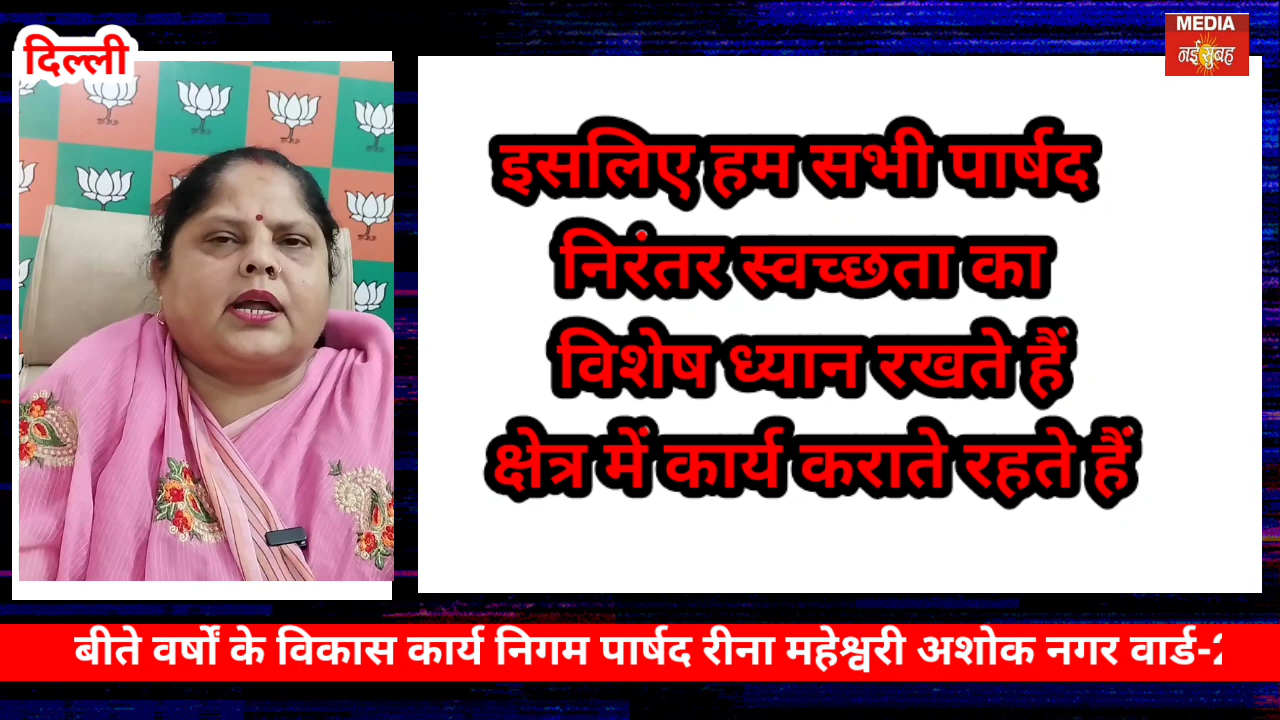 दिल्ली
MEDIA
नई सुबह
इसलिए हम सभी पार्षद
निरंतर स्वच्छता का
विशेष ध्यान रखते हैं
क्षेत्र में कार्य कराते रहते हैं
बीते वर्षों के विकास कार्य निगम पार्षद रीना महेश्वरी अशोक नगर वार्ड-2